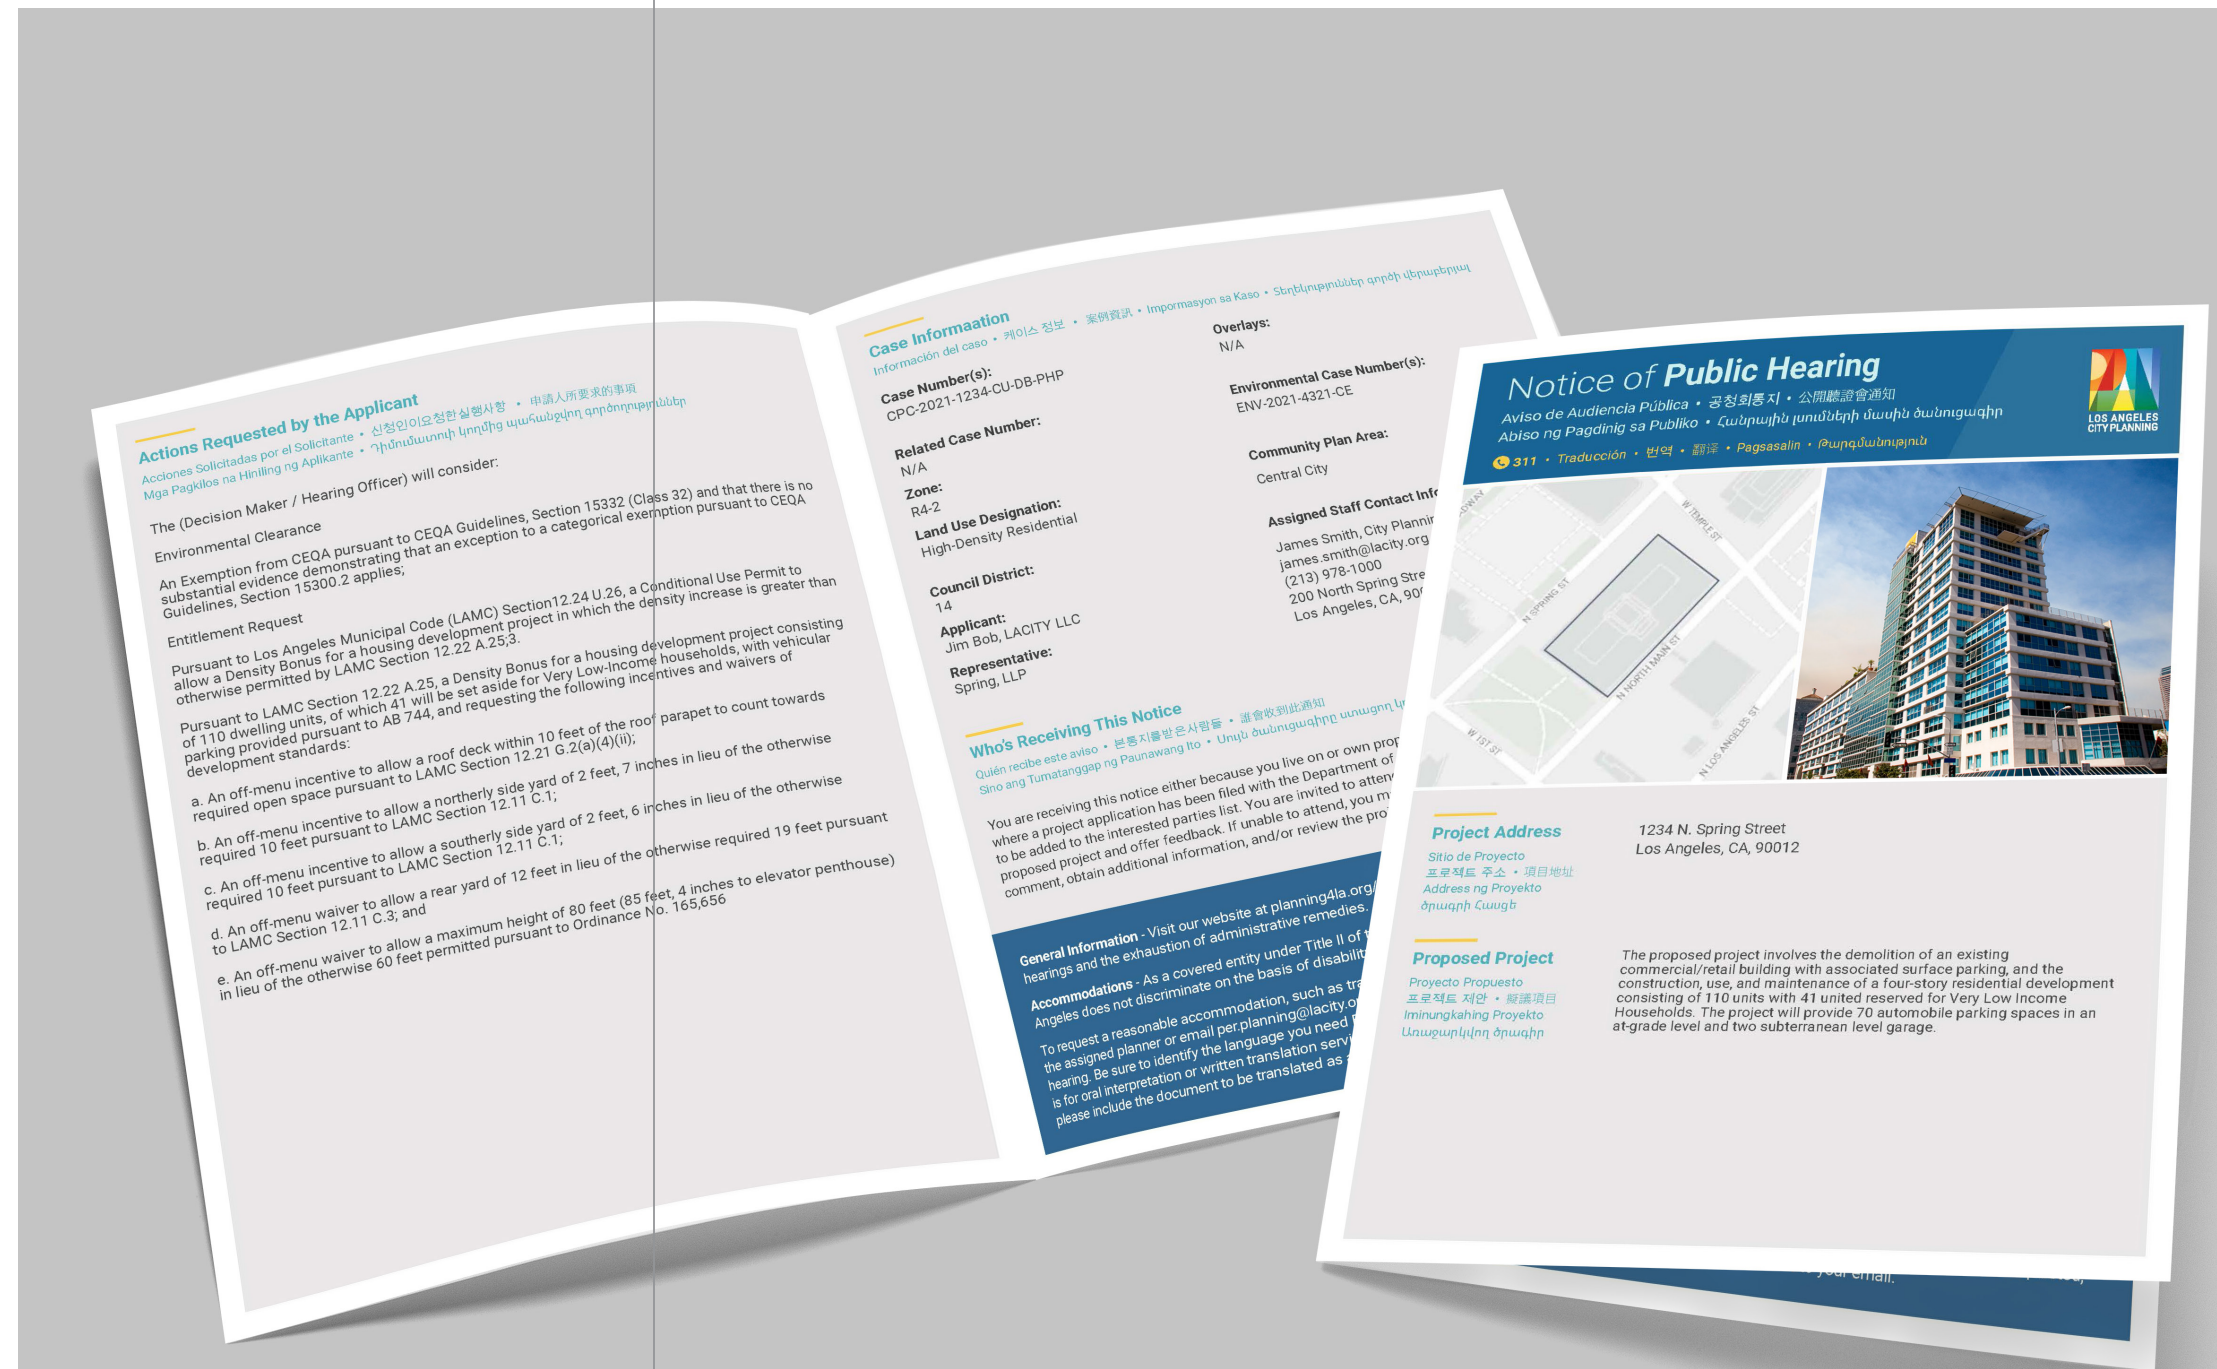 Actions Requested by the Applicant
Acciones Solicitadas por el Solicitante • 신청인이요청한실행사항 • 申請人所要求的事項
Mga Pagkilos na Hiniling ng Aplikante • Դիմումատուի կողմից պահանջվող գործողություններ
The (Decision Maker / Hearing Officer) will consider:
Environmental Clearance
An Exemption from CEQA pursuant to CEQA Guidelines, Section 15332 (Class 32) and that there is no
substantial evidence demonstrating that an exception to a categorical exemption pursuant to CEQA
Guidelines, Section 15300.2 applies;
Entitlement Request
Pursuant to Los Angeles Municipal Code (LAMC) Section12.24 U.26, a Conditional Use Permit to
allow a Density Bonus for a housing development project in which the density increase is greater than
otherwise permitted by LAMC Section 12.22 A.25;3.
Pursuant to LAMC Section 12.22 A.25, a Density Bonus for a housing development project consisting
of 110 dwelling units, of which 41 will be set aside for Very Low-Income households, with vehicular
parking provided pursuant to AB 744, and requesting the following incentives and waivers of
development standards:
a. An off-menu incentive to allow a roof deck within 10 feet of the roof parapet to count towards
required open space pursuant to LAMC Section 12.21 G.2(a)(4)(ii);
b. An off-menu incentive to allow a northerly side yard of 2 feet, 7 inches in lieu of the otherwise
required 10 feet pursuant to LAMC Section 12.11 C.1;
c. An off-menu incentive to allow a southerly side yard of 2 feet, 6 inches in lieu of the otherwise
required 10 feet pursuant to LAMC Section 12.11 C.1;
d. An off-menu waiver to allow a rear yard of 12 feet in lieu of the otherwise required 19 feet pursuant
to LAMC Section 12.11 C.3; and
e. An off-menu waiver to allow a maximum height of 80 feet (85 feet, 4 inches to elevator penthouse)
in lieu of the otherwise 60 feet permitted pursuant to Ordinance No. 165,656
Case Informaation
Información del caso • 케이스 정보 • 案例資訊 • Impormasyon sa Kaso • Տեղեկություններ գործի վերաբերյալ
Case Number(s):
CPC-2021-1234-CU-DB-PHP
Related Case Number:
N/A
Zone:
R4-2
Land Use Designation:
High-Density Residential
Council District:
14
Applicant:
Jim Bob, LACITY LLC
Representative:
Spring, LLP
Overlays:
N/A
Environmental Case Number(s):
ENV-2021-4321-CE
Community Plan Area:
Central City
Assigned Staff Contact
James Smith, City
james.smith@lacity.org
(213) 978-1000
200 North Spring
Los Angeles, CA,
Who's Receiving This Notice
Quién recibe este aviso • 본통지를받은사람들 • 誰會收到此通知
Sino ang Tumatanggap ng Paunawang Ito • Սույն ծանուցագիրը ստացող
You are receiving this notice either because you live on or own
where a project application has been filed with the Department of
to be added to the interested parties list. You are invited to
proposed project and offer feedback. If unable to attend, you
comment, obtain additional information, and/or review the
General Information - Visit our website at planning4la.org/
hearings and the exhaustion of administrative remedies.
Accommodations - As a covered entity under Title II of
Angeles does not discriminate on the basis of
To request a reasonable accommodation, such as
the assigned planner or email per.planning@lacity.
hearing. Be sure to identify the language you need
is for oral interpretation or written translation
please include the document to be translated as
Notice of Public Hearing
Aviso de Audiencia Pública • 공청회통지 • 公開聽證會通知
Abiso ng Pagdinig sa Publiko • Հանրային լսումների մասին ծանուցագիր
311 • Traducción • 번역 • 翻译 • Pagsasalin • Թարգմանություն
LOS ANGELES
CITY PLANNING
W TEMPLE ST
N SPRING ST
N NORTH MAIN ST
W 1ST ST
N LOS ANGELES ST
Project Address
Sitio de Proyecto
프로젝트 주소 • 項目地址
Address ng Proyekto
ծրագրի Հասցե
1234 N. Spring Street
Los Angeles, CA, 90012
Proposed Project
Proyecto Propuesto
프로젝트 제안 • 擬議項目
Iminungkahing Proyekto
Առաջարկվող ծրագիր
The proposed project involves the demolition of an existing
commercial/retail building with associated surface parking, and the
construction, use, and maintenance of a four-story residential development
consisting of 110 units with 41 united reserved for Very Low Income
Households. The project will provide 70 automobile parking spaces in an
at-grade level and two subterranean level garage.
your email.